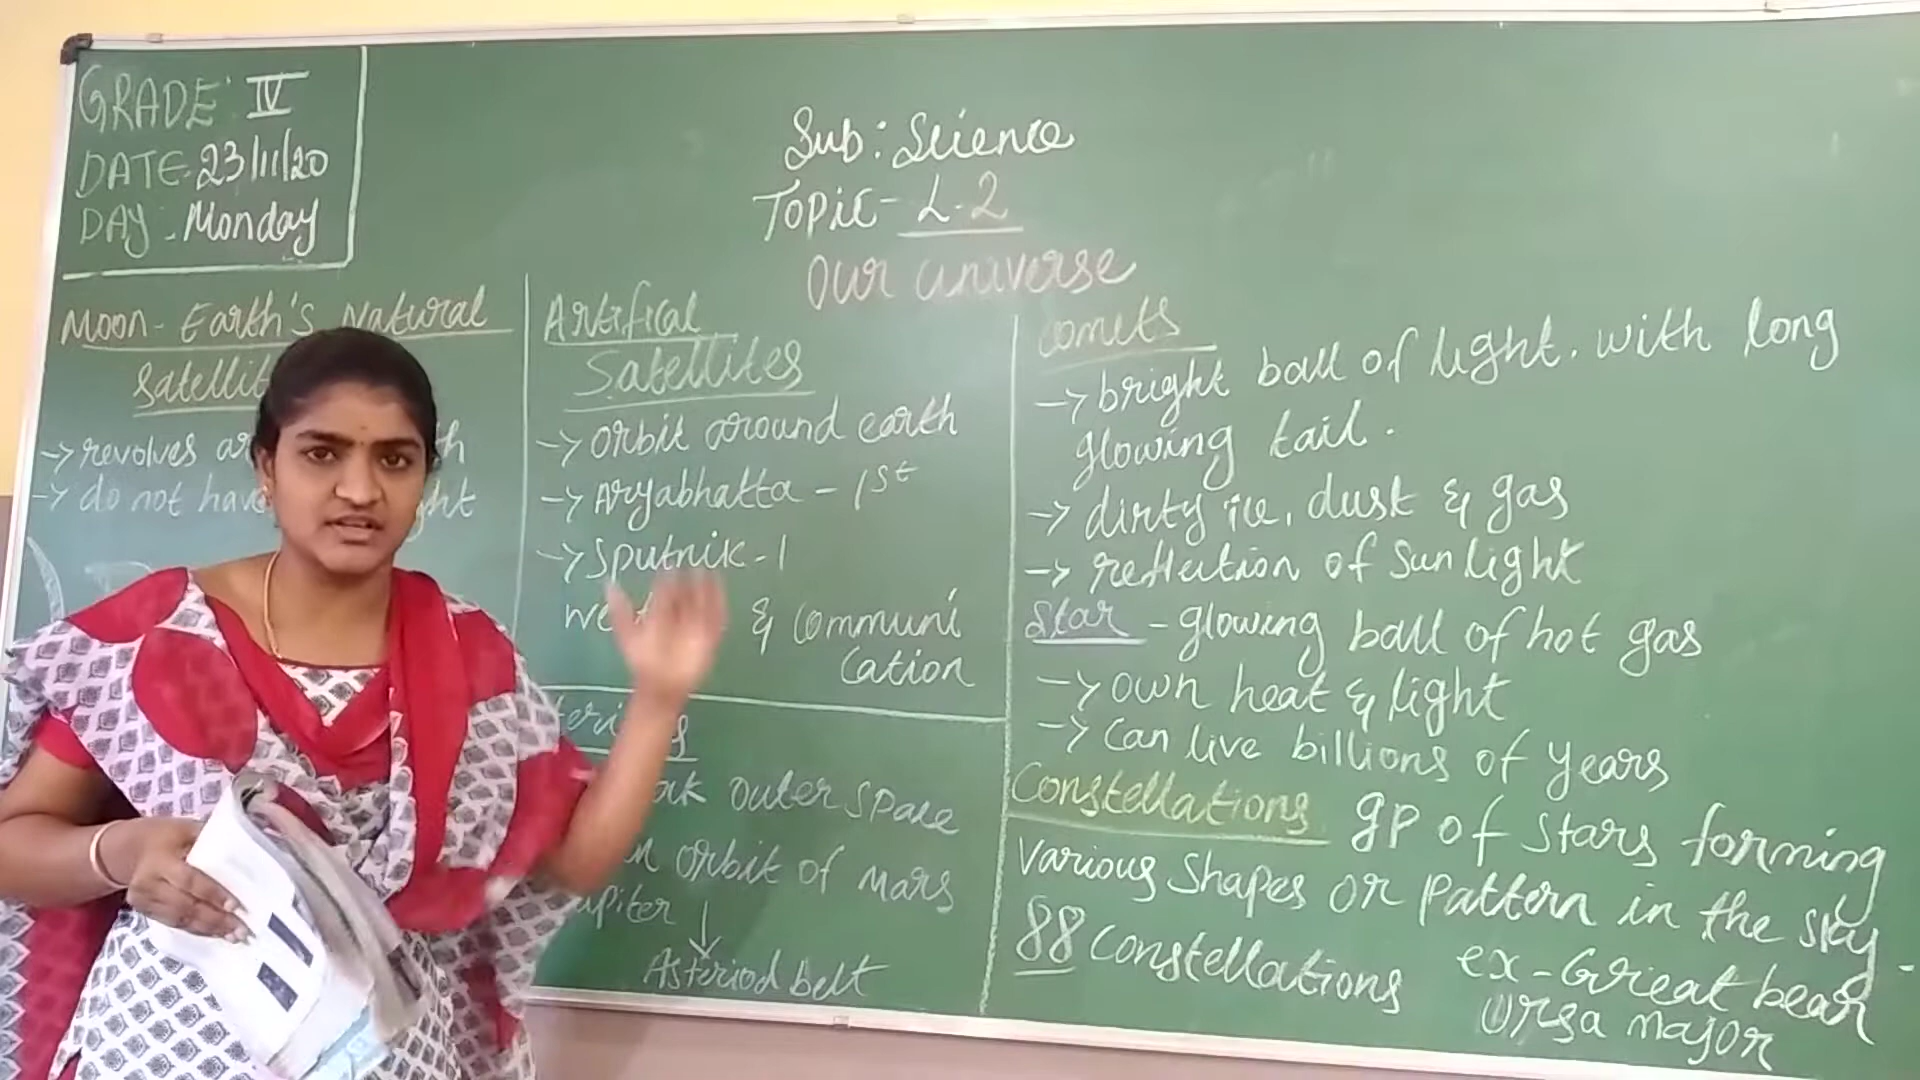 GRADE: IV
DATE- 23/11/20
DAY: Monday
Sub: Science
Topic- L-2
Our universe
Moon- Earth's Natural
Satellit
-> revolves
-> do not have
Artifical
Satellites
-> orbit around earth
-> Aryabhatta - 1st
-> Sputnik-1
& communi
cation
outer space
orbit of mars
Asteriod belt
Comets
-> bright ball of light. with long
glowing tail.
-> dirty ice, dust & gas
-> reflection of Sunlight
Star - glowing ball of hot gas
-> own heat & light
-> can live billions of years
Constellations gp of stars forming
various shapes or pattern in the sky.
88 constellations
ex- Great bear
Ursa major